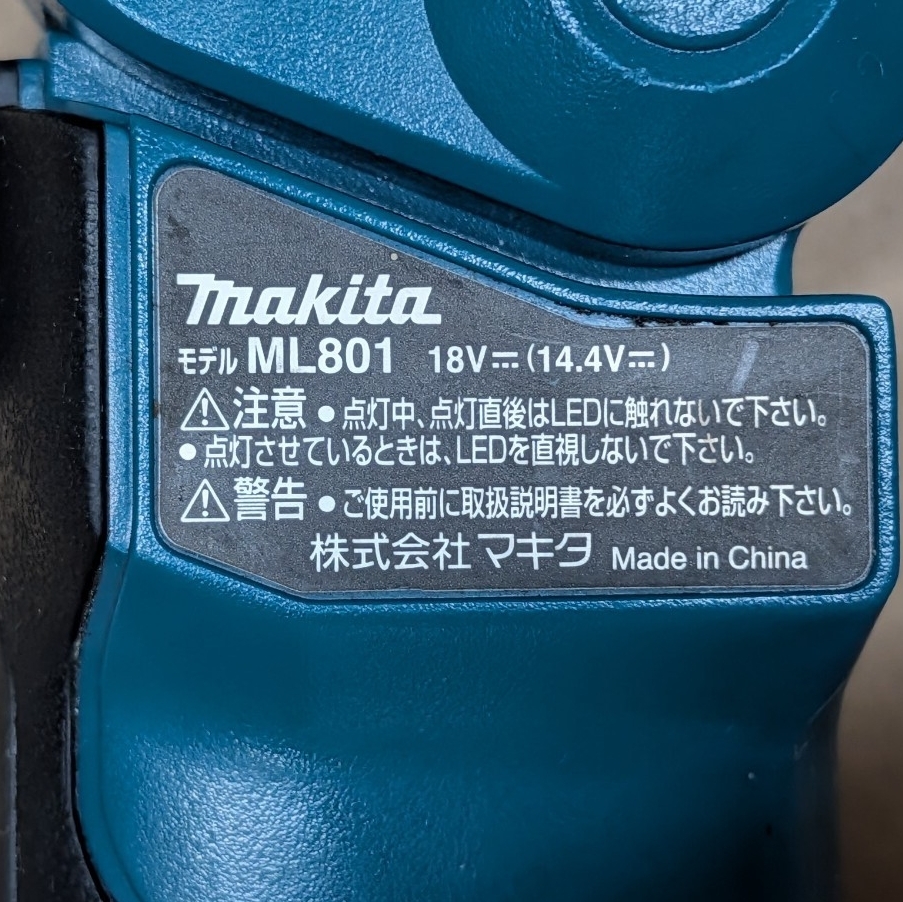 makita
モデル ML801 18V⎓(14.4V⎓)
⚠注意 ●点灯中、点灯直後はLEDに触れないで下さい。
●点灯させているときは、LEDを直視しないで下さい。
⚠警告 ●ご使用前に取扱説明書を必ずよくお読み下さい。
株式会社マキタ Made in China